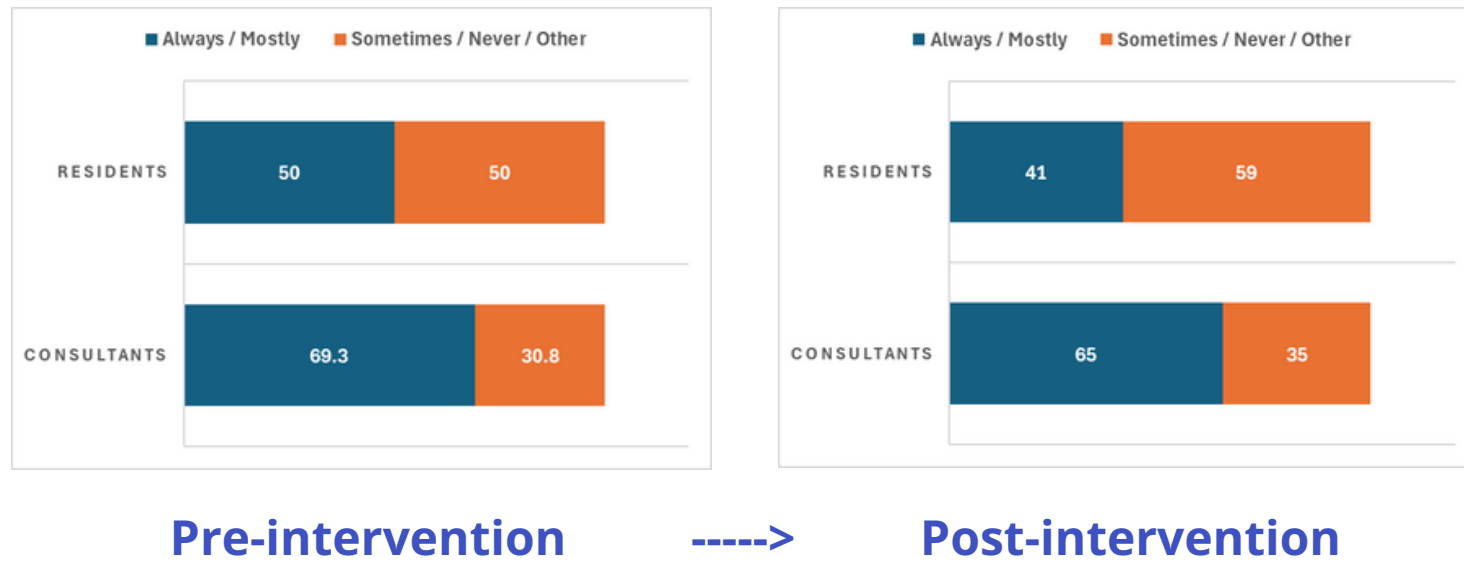 Always / Mostly Sometimes / Never / Other
RESIDENTS 50 50
CONSULTANTS 69.3 30.8
Always / Mostly Sometimes / Never / Other
RESIDENTS 41 59
CONSULTANTS 65 35
Pre-intervention -----> Post-intervention